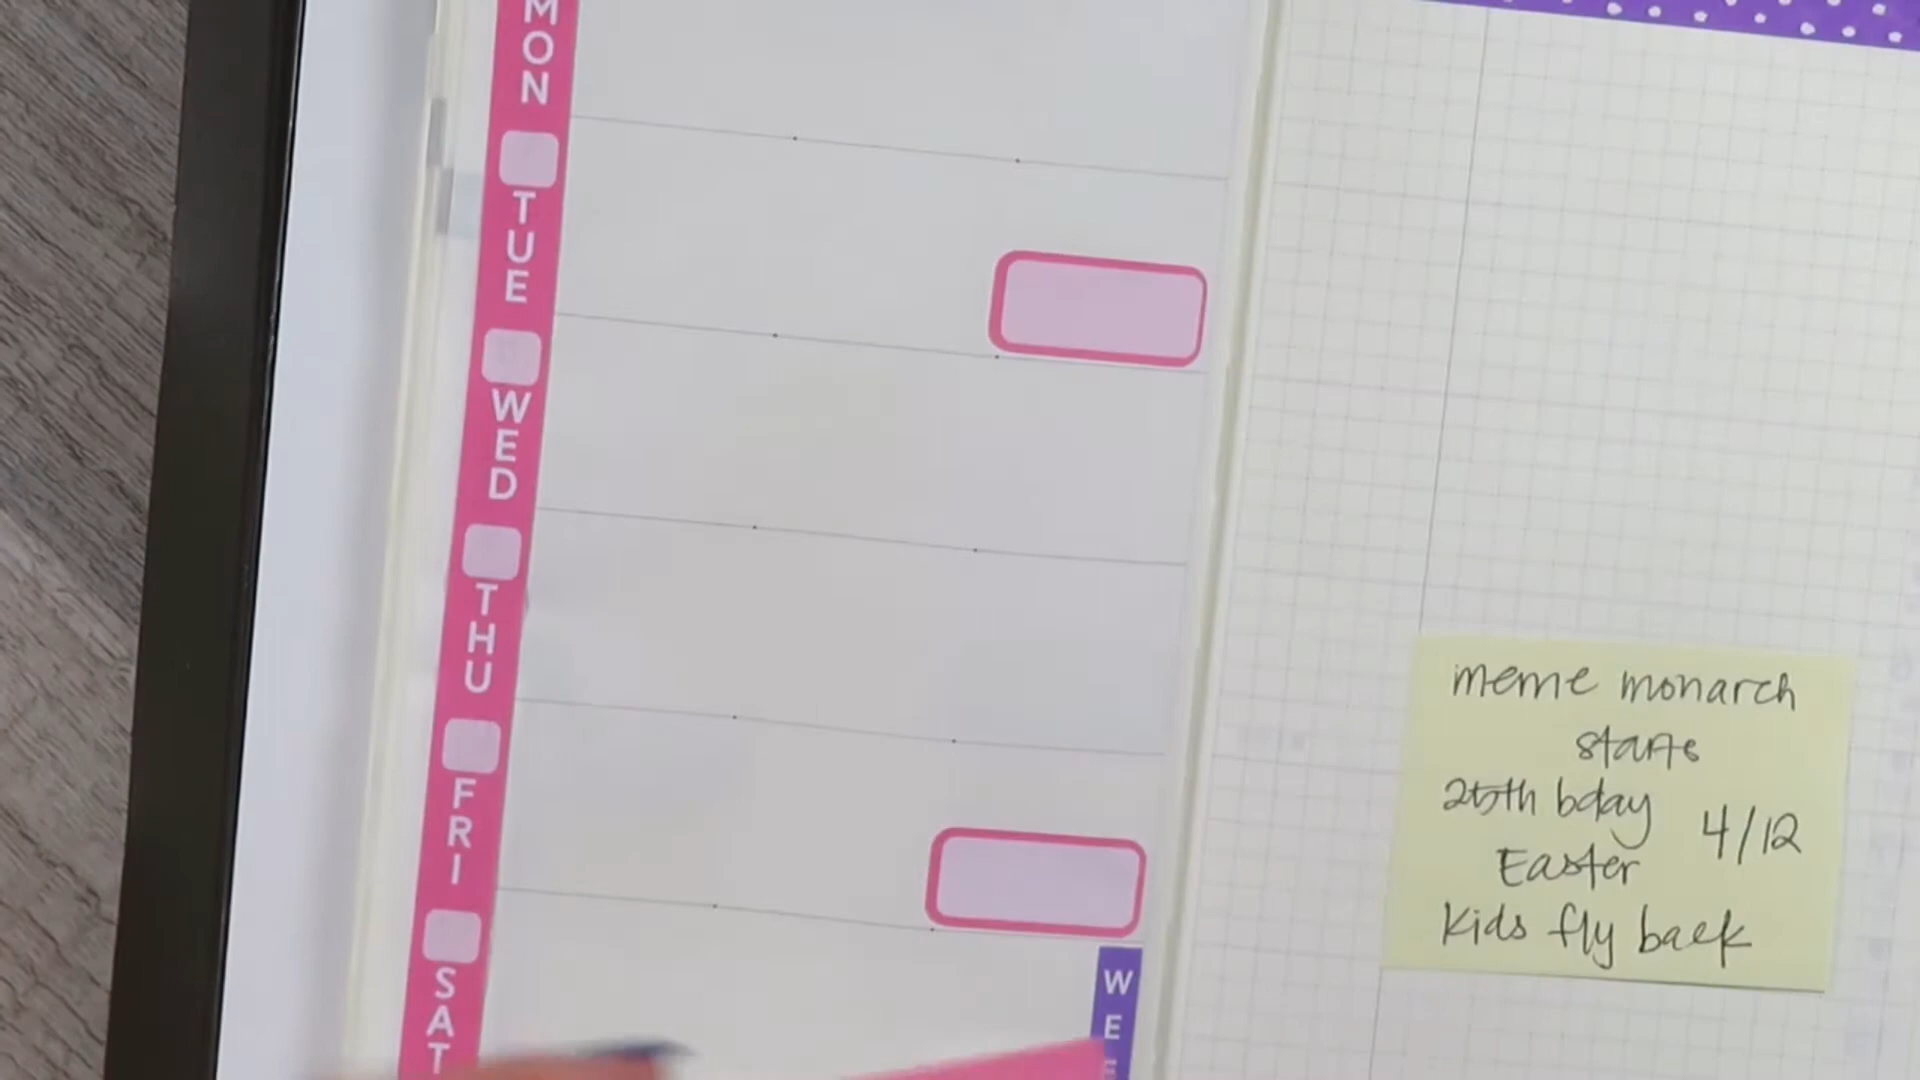 MON
TUE
WED
THU
FRI
SAT
WE
meme monarch
starts
25th bday 4/12
Easter
kids fly back